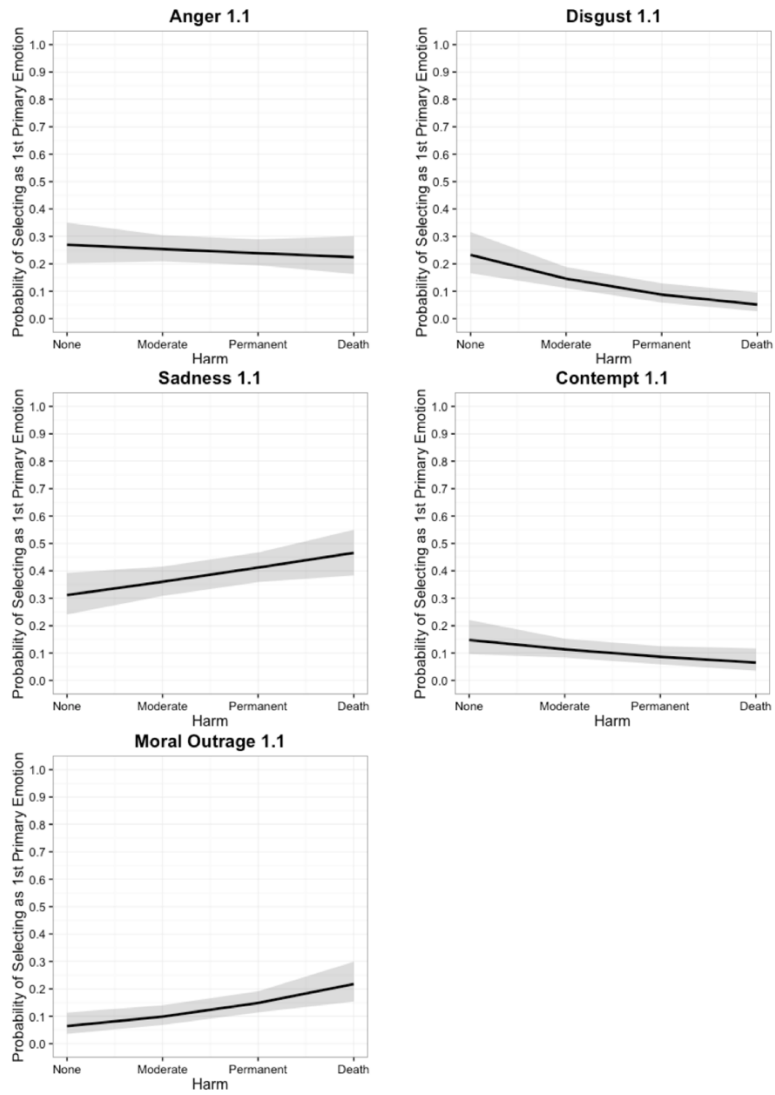 Anger 1.1
Probability of Selecting as 1st Primary Emotion
1.0
0.9
0.8
0.7
0.6
0.5
0.4
0.3
0.2
0.1
0.0
None Moderate Permanent Death
Harm
Disgust 1.1
Probability of Selecting as 1st Primary Emotion
1.0
0.9
0.8
0.7
0.6
0.5
0.4
0.3
0.2
0.1
0.0
None Moderate Permanent Death
Harm
Sadness 1.1
Probability of Selecting as 1st Primary Emotion
1.0
0.9
0.8
0.7
0.6
0.5
0.4
0.3
0.2
0.1
0.0
None Moderate Permanent Death
Harm
Contempt 1.1
Probability of Selecting as 1st Primary Emotion
1.0
0.9
0.8
0.7
0.6
0.5
0.4
0.3
0.2
0.1
0.0
None Moderate Permanent Death
Harm
Moral Outrage 1.1
Probability of Selecting as 1st Primary Emotion
1.0
0.9
0.8
0.7
0.6
0.5
0.4
0.3
0.2
0.1
0.0
None Moderate Permanent Death
Harm